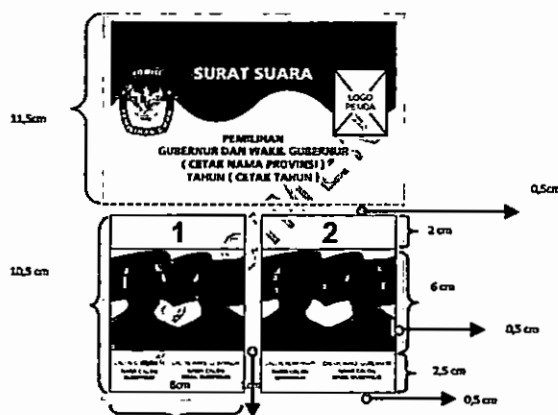 SURAT SUARA
LOGO
PEMDA
11,5cm
PEMILIHAN
GUBERNUR DAN WAKIL GUBERNUR
( CETAK NAMA PROVINSI )
TAHUN ( CETAK TAHUN )
0,5cm
1
2
2 cm
10,5 cm
6 cm
0,5 cm
2,5 cm
6cm
0,5 cm